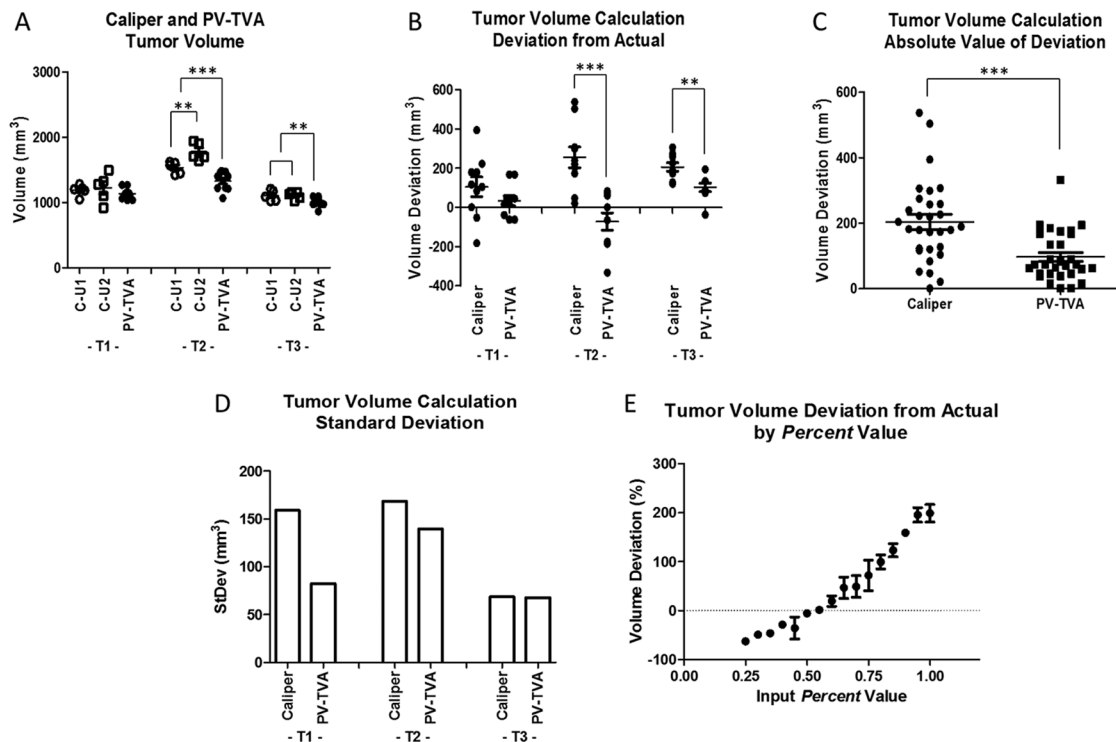 A
Caliper and PV-TVA
Tumor Volume
Volume (mm³)
3000
2000
1000
0
***
**
**
C-U1
C-U2
PV-TVA
C-U1
C-U2
PV-TVA
C-U1
C-U2
PV-TVA
- T1 -
- T2 -
- T3 -
B
Tumor Volume Calculation
Deviation from Actual
Volume Deviation (mm³)
600
400
200
0
-200
-400
***
**
Caliper
PV-TVA
Caliper
PV-TVA
Caliper
PV-TVA
- T1 -
- T2 -
- T3 -
C
Tumor Volume Calculation
Absolute Value of Deviation
Volume Deviation (mm³)
600
400
200
0
***
Caliper
PV-TVA
D
Tumor Volume Calculation
Standard Deviation
StDev (mm³)
200
150
100
50
0
Caliper
PV-TVA
Caliper
PV-TVA
Caliper
PV-TVA
- T1 -
- T2 -
- T3 -
E
Tumor Volume Deviation from Actual
by Percent Value
Volume Deviation (%)
300
200
100
0
-100
0.00
0.25
0.50
0.75
1.00
Input Percent Value